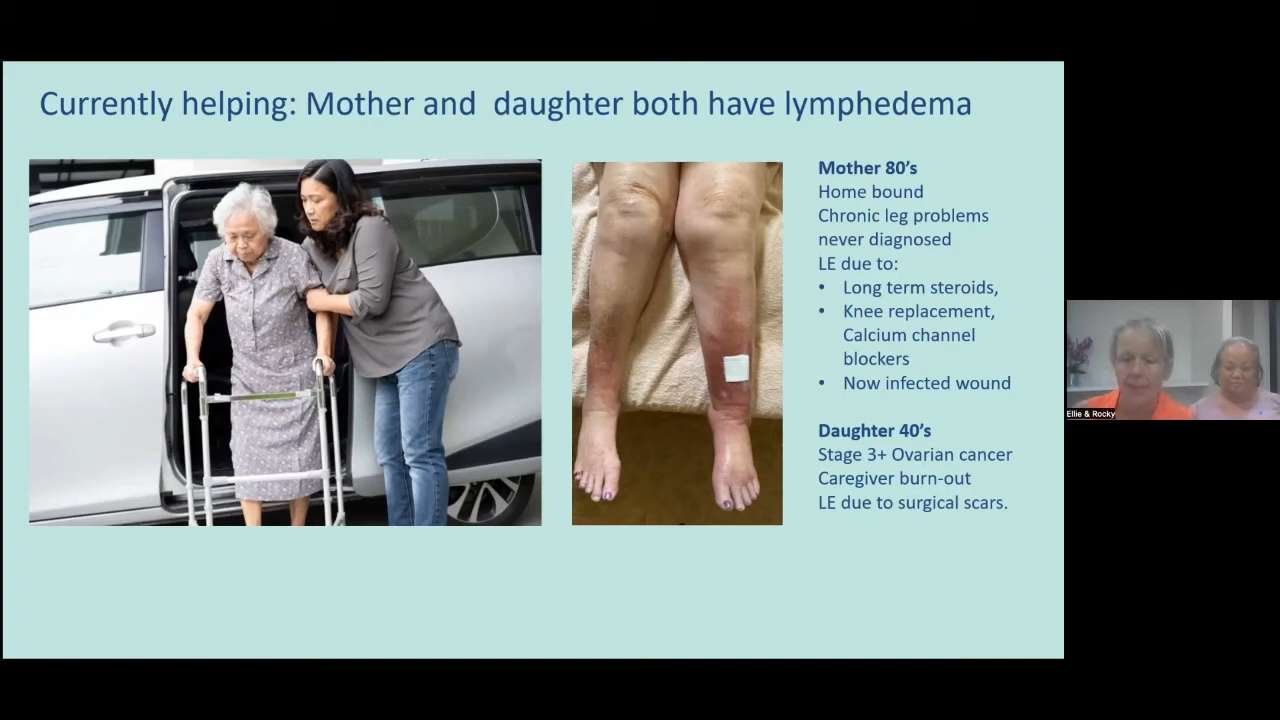 Currently helping: Mother and  daughter both have lymphedema
Mother 80’s
Home bound
Chronic leg problems
never diagnosed
LE due to:
• Long term steroids,
• Knee replacement,
Calcium channel
blockers
• Now infected wound
Daughter 40’s
Stage 3+ Ovarian cancer
Caregiver burn-out
LE due to surgical scars.
Ellie & Rocky